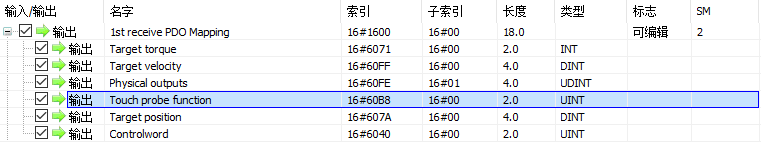 输入/输出 名字 索引 子索引 长度 类型 标志 SM
输出 1st receive PDO Mapping 16#1600 16#00 18.0 可编辑 2
输出 Target torque 16#6071 16#00 2.0 INT
输出 Target velocity 16#60FF 16#00 4.0 DINT
输出 Physical outputs 16#60FE 16#01 4.0 UDINT
输出 Touch probe function 16#60B8 16#00 2.0 UINT
输出 Target position 16#607A 16#00 4.0 DINT
输出 Controlword 16#6040 16#00 2.0 UINT